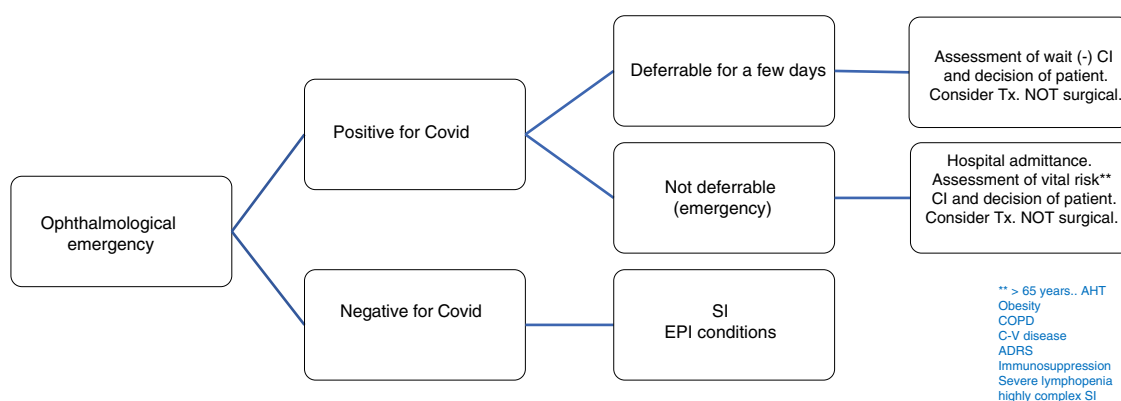 Ophthalmological
emergency
Positive for Covid
Negative for Covid
Deferrable for a few days
Not deferrable
(emergency)
SI
EPI conditions
Assessment of wait (-) CI
and decision of patient.
Consider Tx. NOT surgical.
Hospital admittance.
Assessment of vital risk**
CI and decision of patient.
Consider Tx. NOT surgical.
** > 65 years.. AHT
Obesity
COPD
C-V disease
ADRS
Immunosuppression
Severe lymphopenia
highly complex SI